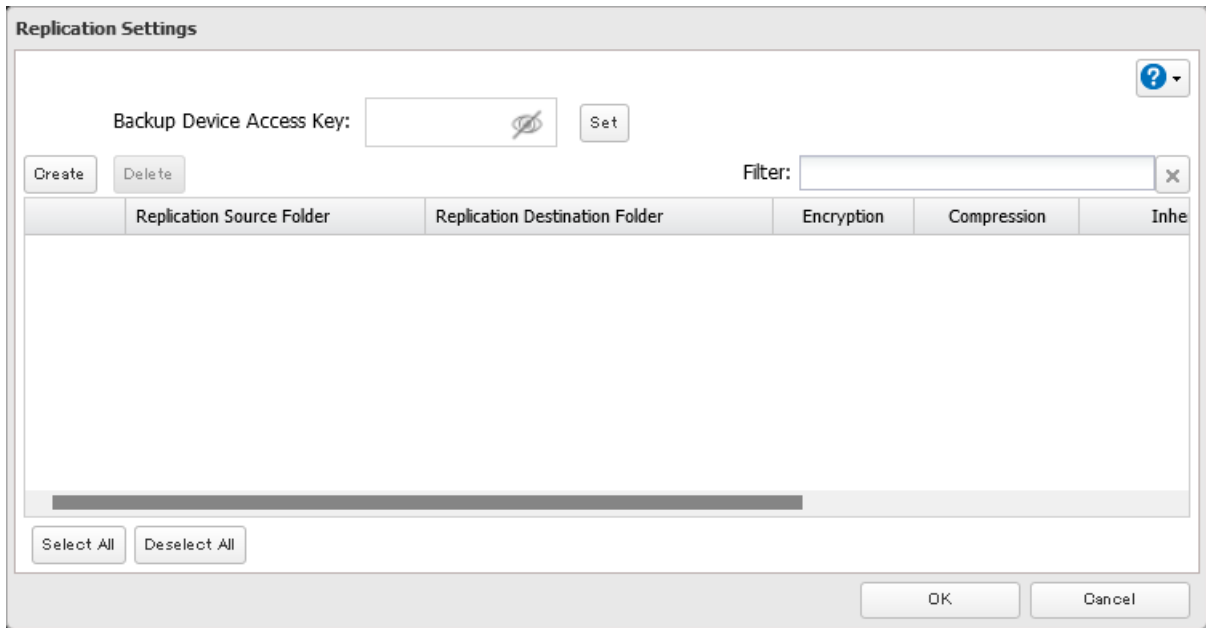 Replication Settings
?
Backup Device Access Key:
Set
Create Delete Filter:
Replication Source Folder Replication Destination Folder Encryption Compression Inhe
Select All Deselect All
OK Cancel